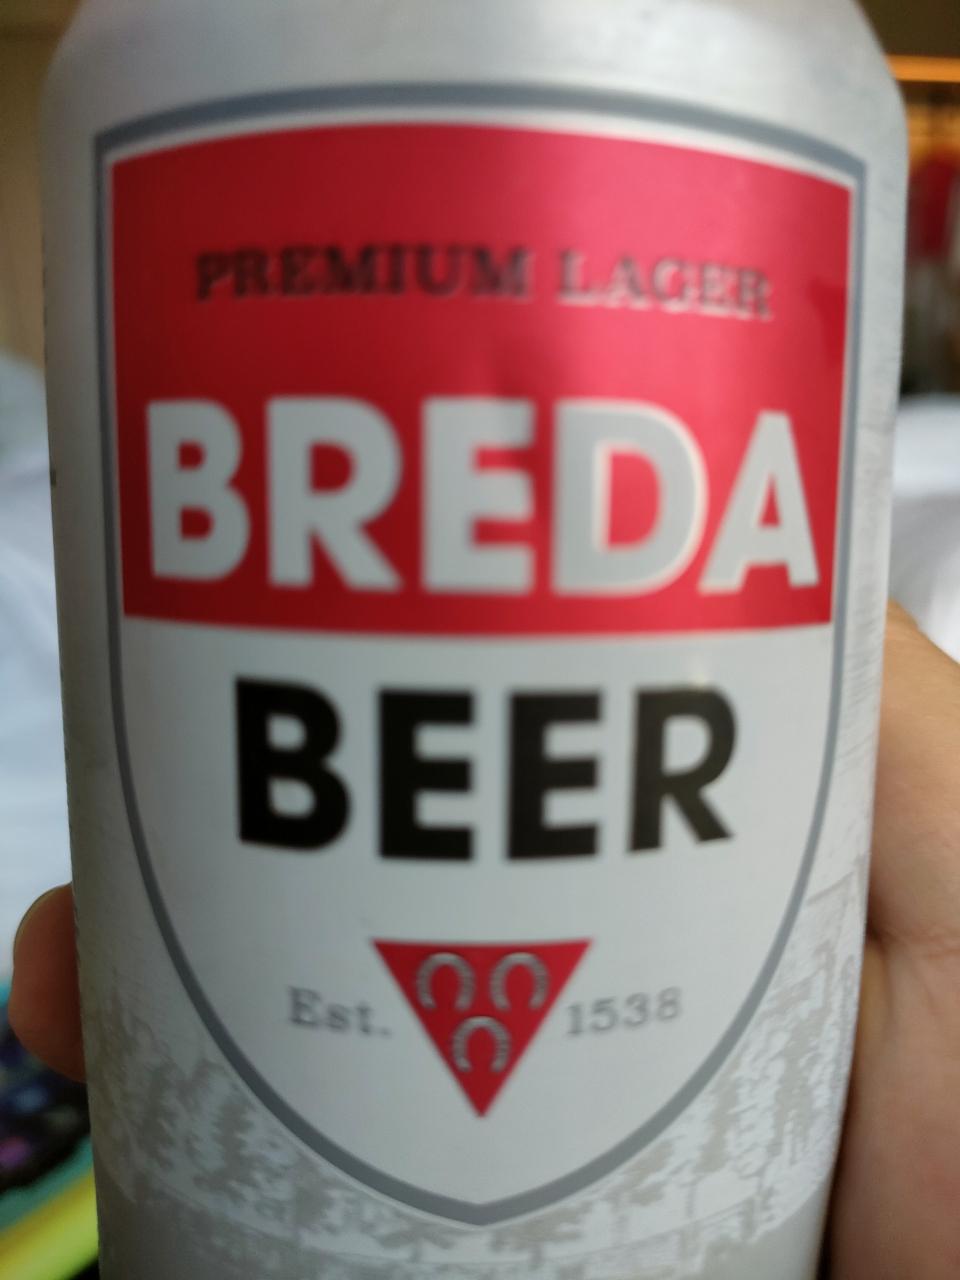 PREMIUM LAGER
BREDA
BEER
Est. 1538